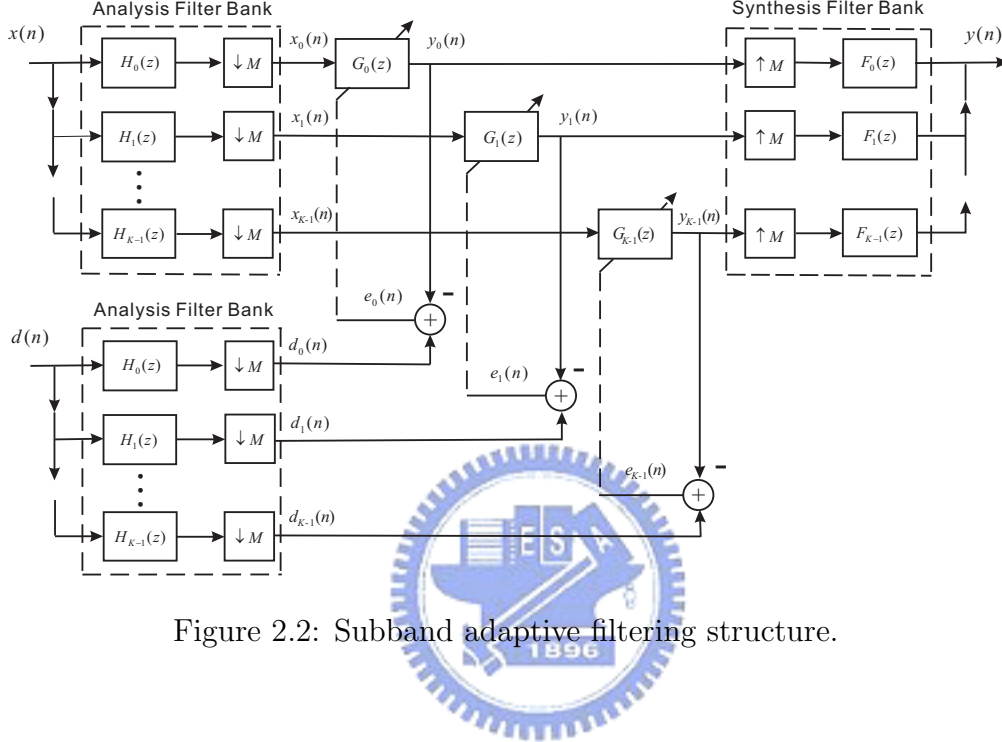 Analysis Filter Bank Synthesis Filter Bank
x(n) x_0(n) y_0(n) y(n)
H_0(z) ↓M G_0(z) ↑M F_0(z)
x_1(n) y_1(n)
H_1(z) ↓M G_1(z) ↑M F_1(z)
x_{K-1}(n) y_{K-1}(n)
H_{K-1}(z) ↓M G_{K-1}(z) ↑M F_{K-1}(z)
Analysis Filter Bank e_0(n) - +
d(n) d_0(n)
H_0(z) ↓M
e_1(n) - +
d_1(n)
H_1(z) ↓M
e_{K-1}(n) - +
d_{K-1}(n)
H_{K-1}(z) ↓M
E S A
Figure 2.2: Subband adaptive filtering structure.
1896